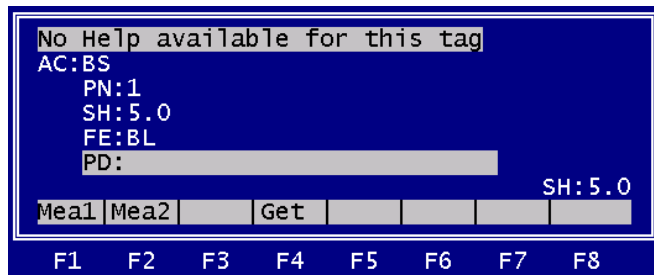 No Help available for this tag
AC:BS
PN:1
SH:5.0
FE:BL
PD:
SH:5.0
Mea1 Mea2 Get
F1 F2 F3 F4 F5 F6 F7 F8